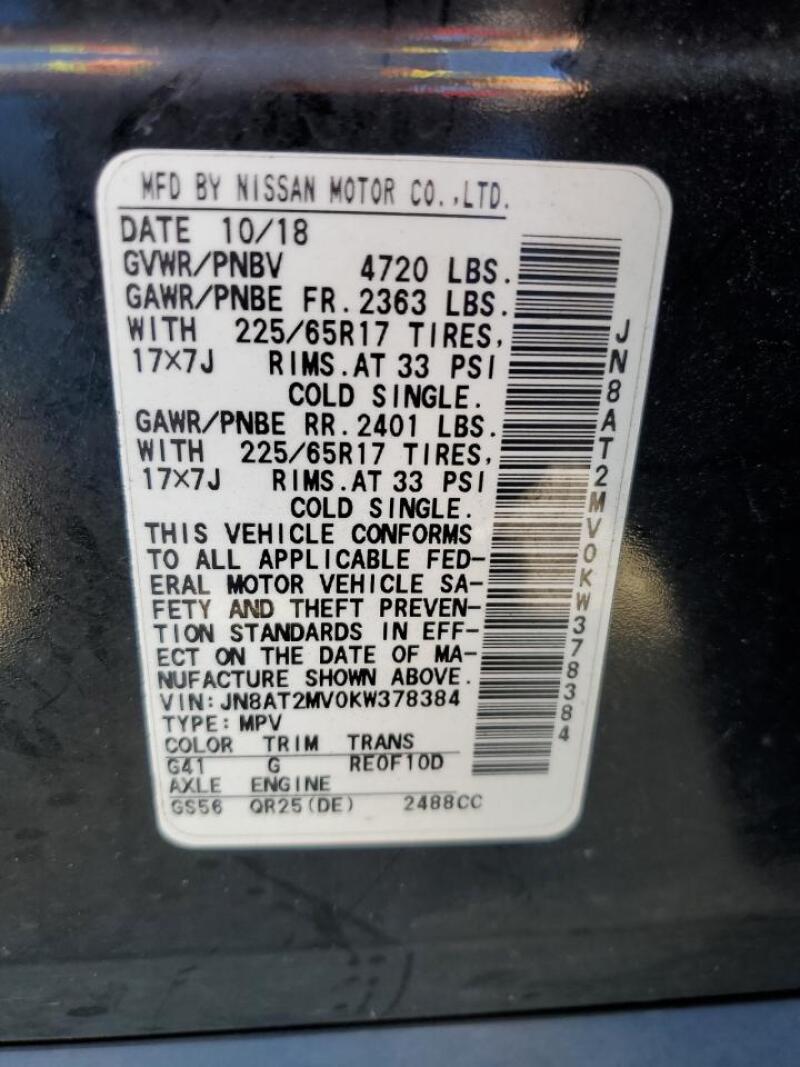 MFD BY NISSAN MOTOR CO.,LTD.
DATE 10/18
GVWR/PNBV 4720 LBS.
GAWR/PNBE FR.2363 LBS.
WITH 225/65R17 TIRES,
17×7J RIMS.AT 33 PSI
COLD SINGLE.
GAWR/PNBE RR.2401 LBS.
WITH 225/65R17 TIRES,
17×7J RIMS.AT 33 PSI
COLD SINGLE.
THIS VEHICLE CONFORMS
TO ALL APPLICABLE FED-
ERAL MOTOR VEHICLE SA-
FETY AND THEFT PREVEN-
TION STANDARDS IN EFF-
ECT ON THE DATE OF MA-
NUFACTURE SHOWN ABOVE.
VIN:JN8AT2MV0KW378384
TYPE:MPV
COLOR TRIM TRANS
G41 G RE0F10D
AXLE ENGINE
GS56 QR25(DE) 2488CC
JN8AT2MV0KW378384